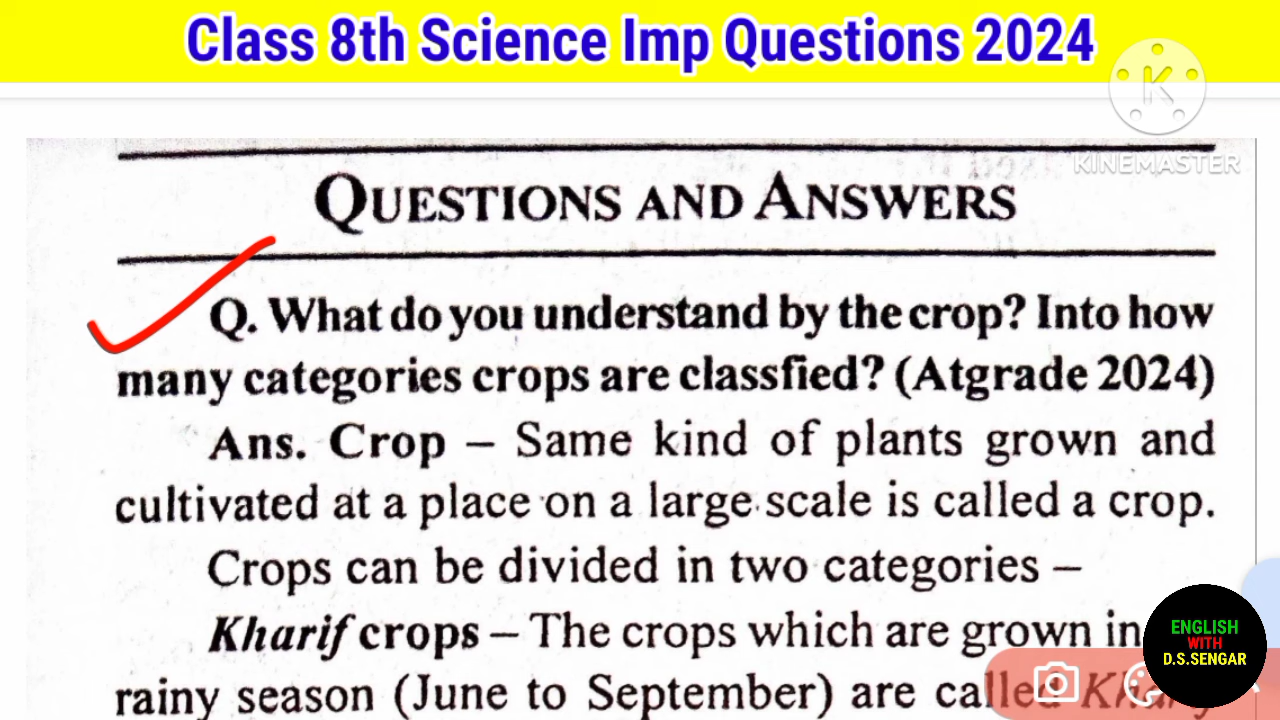 Class 8th Science Imp Questions 2024
K
KINEMASTER
QUESTIONS AND ANSWERS
Q. What do you understand by the crop? Into how
many categories crops are classfied? (Atgrade 2024)
Ans. Crop – Same kind of plants grown and
cultivated at a place on a large scale is called a crop.
Crops can be divided in two categories –
Kharif crops – The crops which are grown in
rainy season (June to September) are called
ENGLISH
WITH
D.S.SENGAR